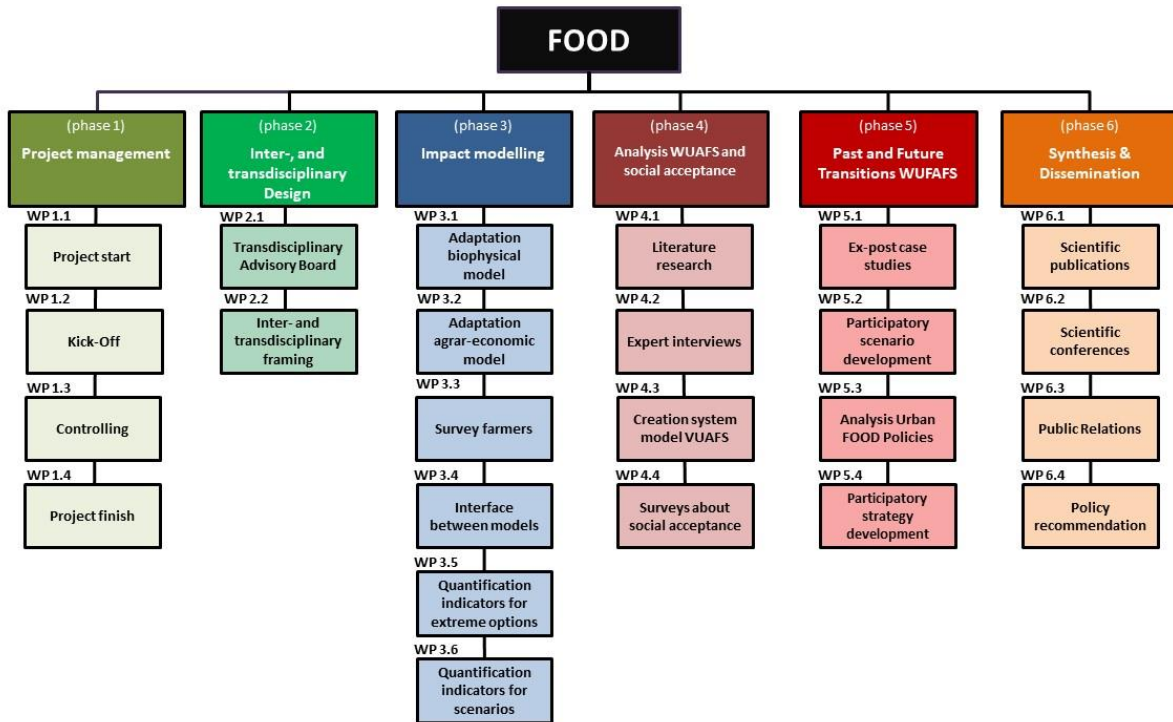 FOOD
(phase 1)
Project management
WP 1.1
Project start
WP 1.2
Kick-Off
WP 1.3
Controlling
WP 1.4
Project finish
(phase 2)
Inter-, and
transdisciplinary
Design
WP 2.1
Transdisciplinary
Advisory Board
WP 2.2
Inter- and
transdisciplinary
framing
(phase 3)
Impact modelling
WP 3.1
Adaptation
biophysical
model
WP 3.2
Adaptation
agrar-economic
model
WP 3.3
Survey farmers
WP 3.4
Interface
between models
WP 3.5
Quantification
indicators for
extreme options
WP 3.6
Quantification
indicators for
scenarios
(phase 4)
Analysis WUAFS and
social acceptance
WP 4.1
Literature
research
WP 4.2
Expert interviews
WP 4.3
Creation system
model VUAFS
WP 4.4
Surveys about
social acceptance
(phase 5)
Past and Future
Transitions WUFAFS
WP 5.1
Ex-post case
studies
WP 5.2
Participatory
scenario
development
WP 5.3
Analysis Urban
FOOD Policies
WP 5.4
Participatory
strategy
development
(phase 6)
Synthesis &
Dissemination
WP 6.1
Scientific
publications
WP 6.2
Scientific
conferences
WP 6.3
Public Relations
WP 6.4
Policy
recommendation